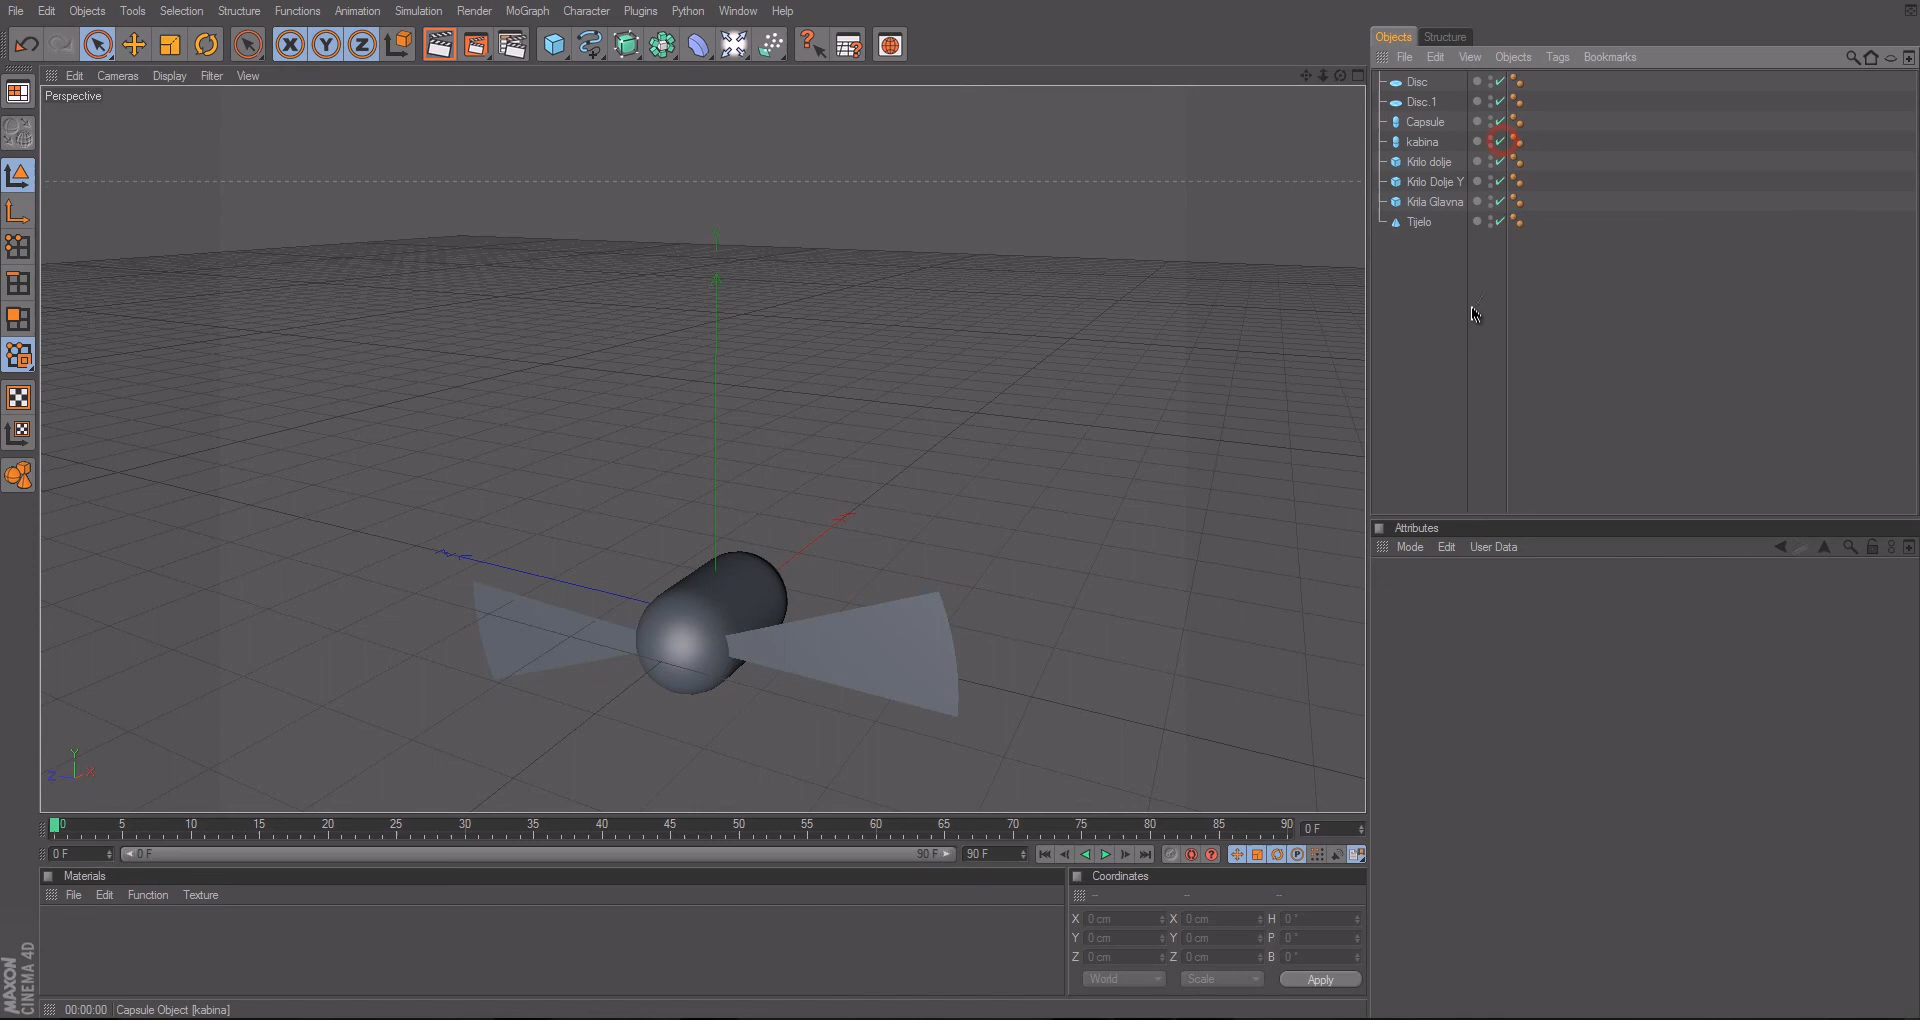 File Edit Objects Tools Selection Structure Functions Animation Simulation Render MoGraph Character Plugins Python Window Help
Objects Structure
File Edit View Objects Tags Bookmarks
Edit Cameras Display Filter View
Perspective
Disc
Disc.1
Capsule
kabina
Krilo dolje
Krilo Dolje Y
Krila Glavna
Tijelo
Attributes
Mode Edit User Data
Y
Z X
0 5 10 15 20 25 30 35 40 45 50 55 60 65 70 75 80 85 90 0 F
0 F 0 F 90 F 90 F
Materials
File Edit Function Texture
Coordinates
-- -- --
X 0 cm X 0 cm H 0 °
Y 0 cm Y 0 cm P 0 °
Z 0 cm Z 0 cm B 0 °
World Scale Apply
MAXON
CINEMA 4D
00:00:00 Capsule Object [kabina]